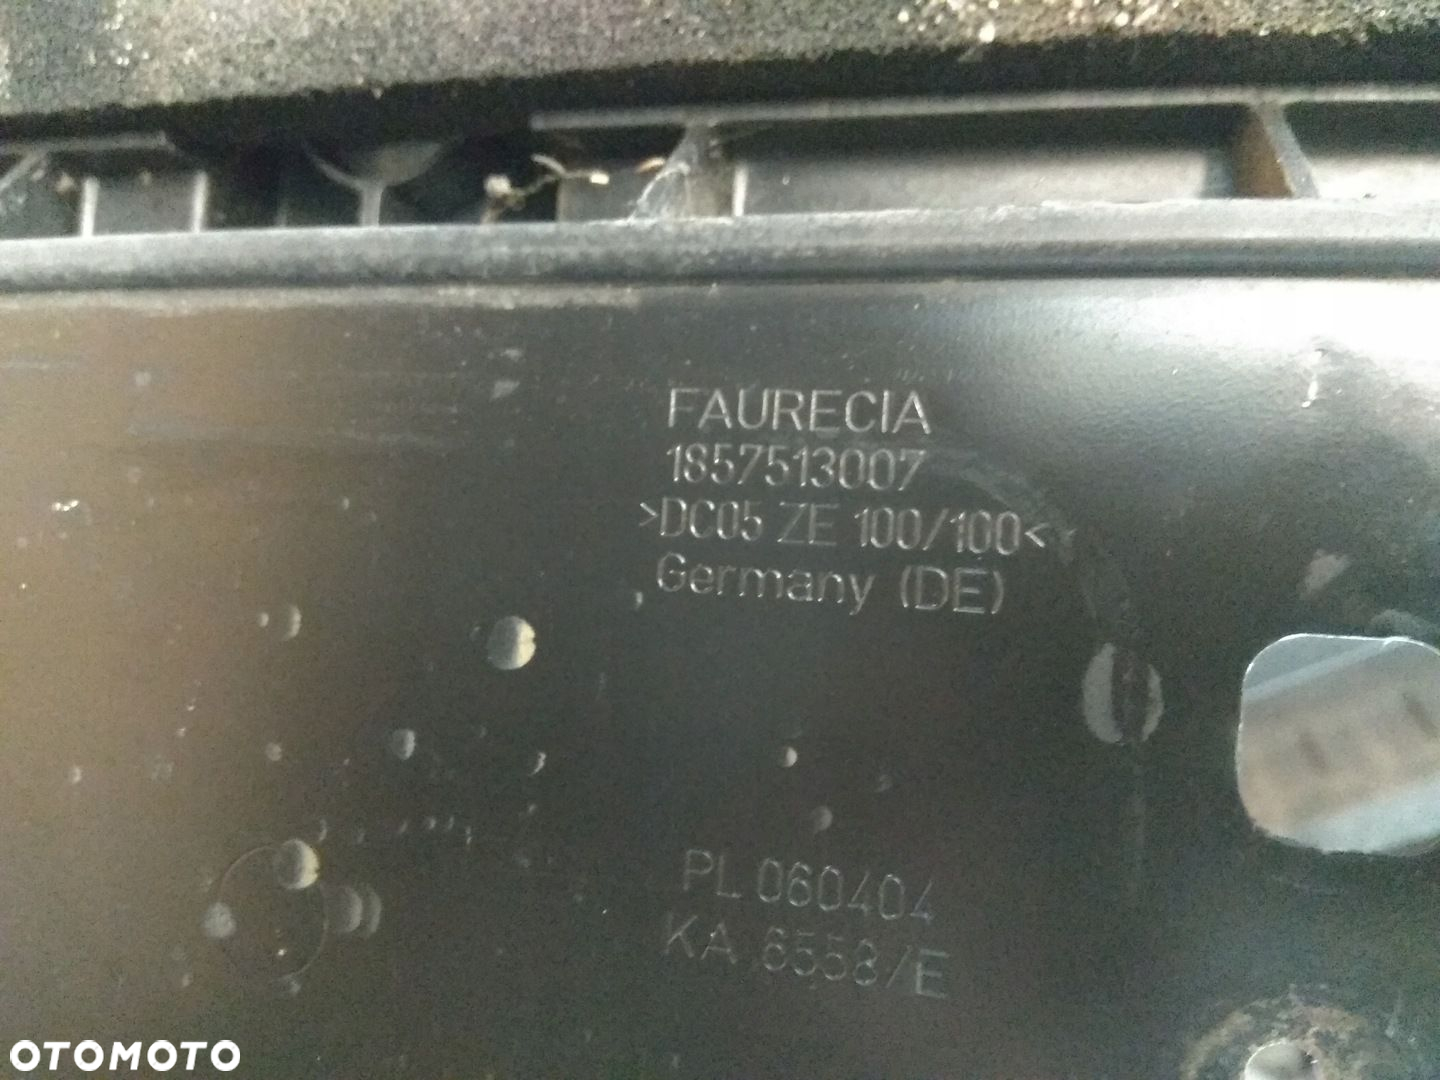 FAURECIA
1857513007
>DC05 ZE 100/100<
Germany (DE)
PL 060404
KA 6558/E
OTOMOTO